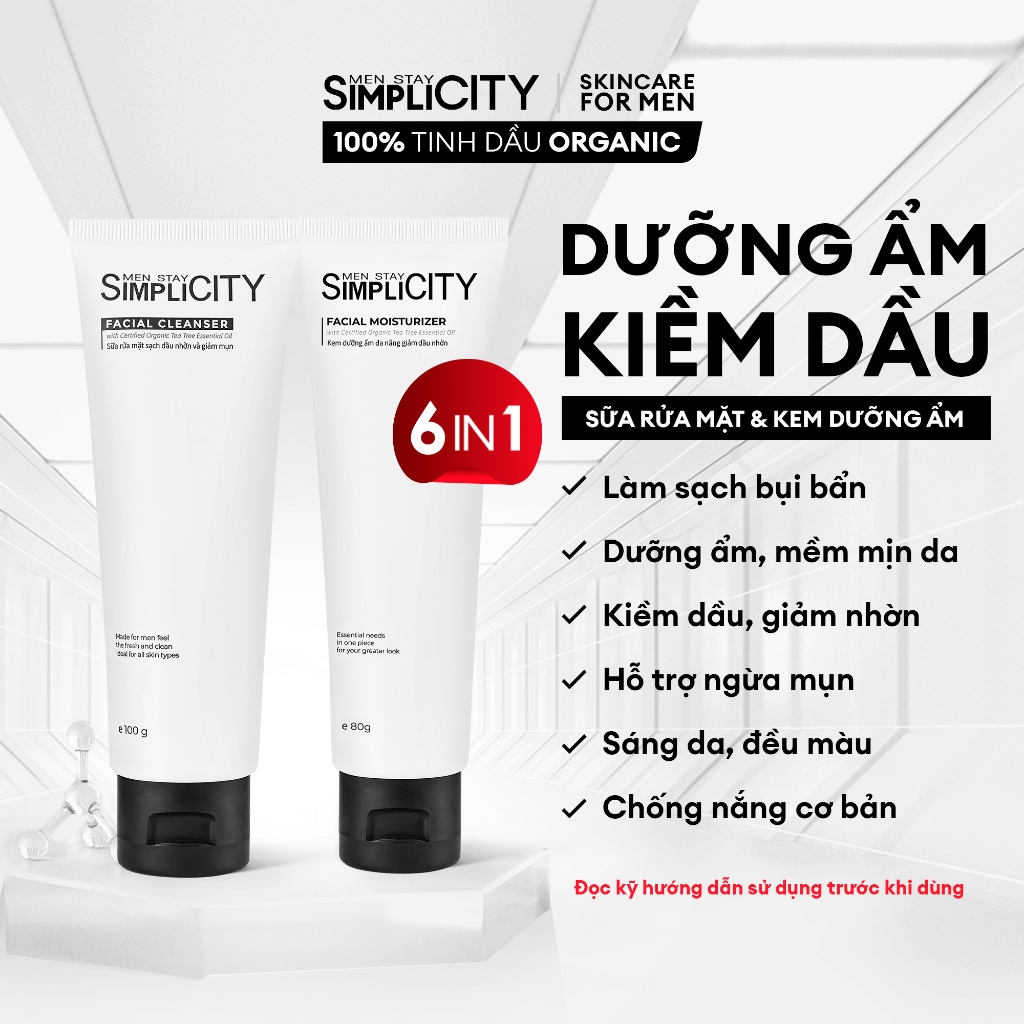 MEN STAY
SIMPLICITY
SKINCARE
FOR MEN
100% TINH DẦU ORGANIC
DƯỠNG ẨM
KIỀM DẦU
SỮA RỬA MẶT & KEM DƯỠNG ẨM
Làm sạch bụi bẩn
Dưỡng ẩm, mềm mịn da
Kiềm dầu, giảm nhờn
Hỗ trợ ngừa mụn
Sáng da, đều màu
Chống nắng cơ bản
Đọc kỹ hướng dẫn sử dụng trước khi dùng
MEN STAY
SIMPLICITY
FACIAL CLEANSER
with Certified Organic Tea Tree Essential Oil
Sữa rửa mặt sạch dầu nhờn và giảm mụn
Made for men feel
the fresh and clean
ideal for all skin types
e 100 g
MEN STAY
SIMPLICITY
FACIAL MOISTURIZER
with Certified Organic Tea Tree Essential Oil
Kem dưỡng ẩm đa năng giảm dầu nhờn
6 IN 1
Essential needs
in one piece
for your greater look
e 80g